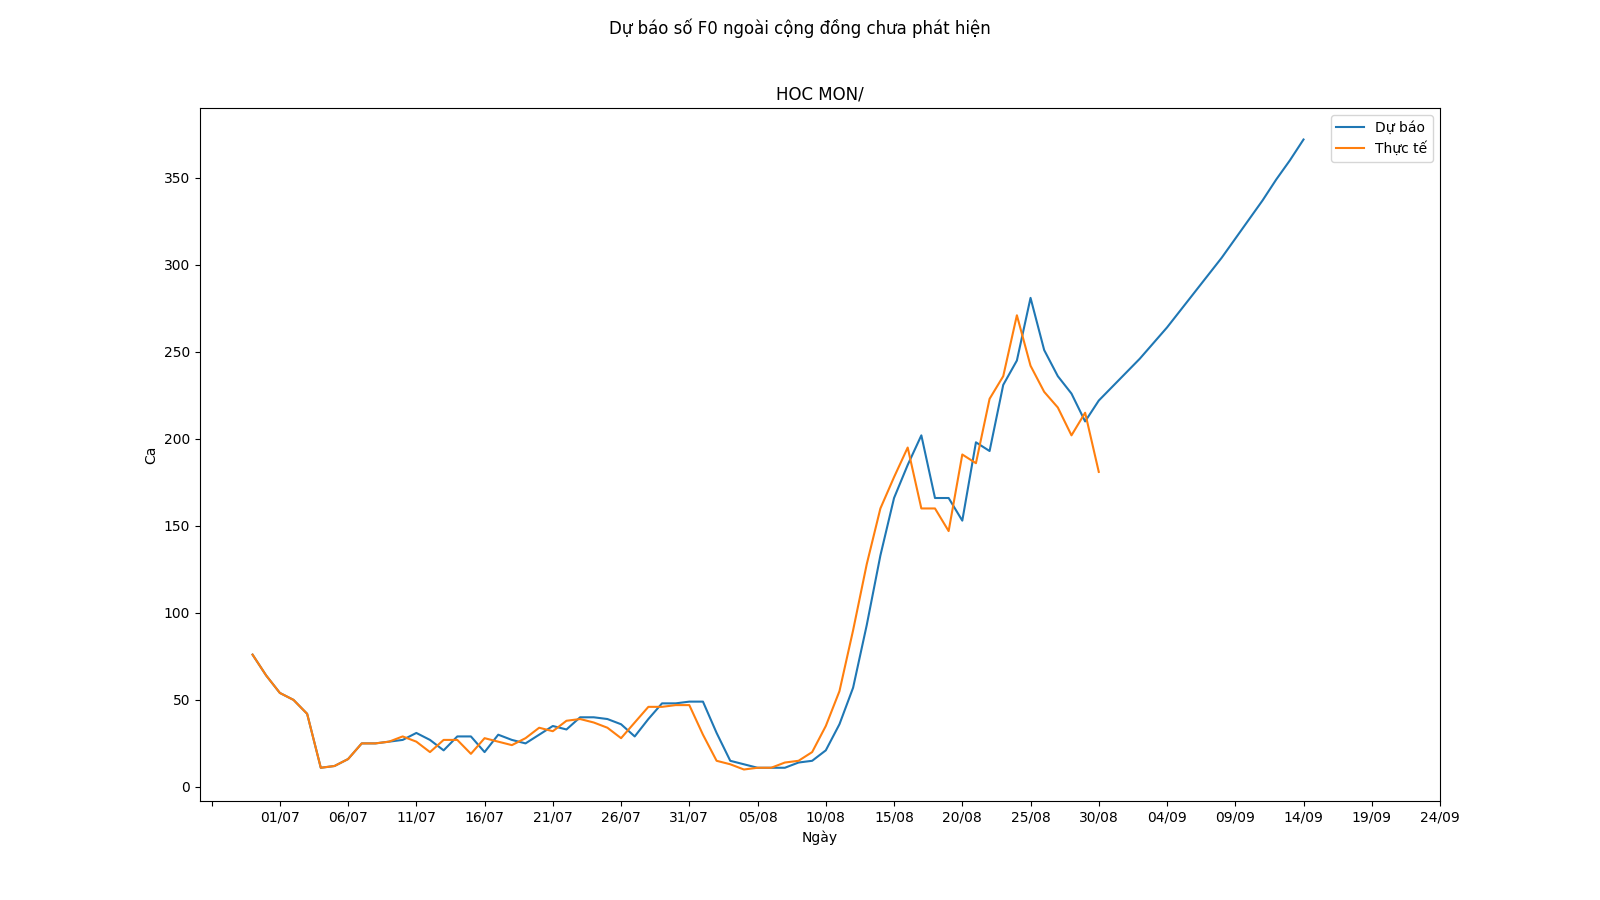 Dự báo số F0 ngoài cộng đồng chưa phát hiện
HOC MON/
Dự báo
Thực tế
350
300
250
200
150
100
50
0
Ca
01/07 06/07 11/07 16/07 21/07 26/07 31/07 05/08 10/08 15/08 20/08 25/08 30/08 04/09 09/09 14/09 19/09 24/09
Ngày